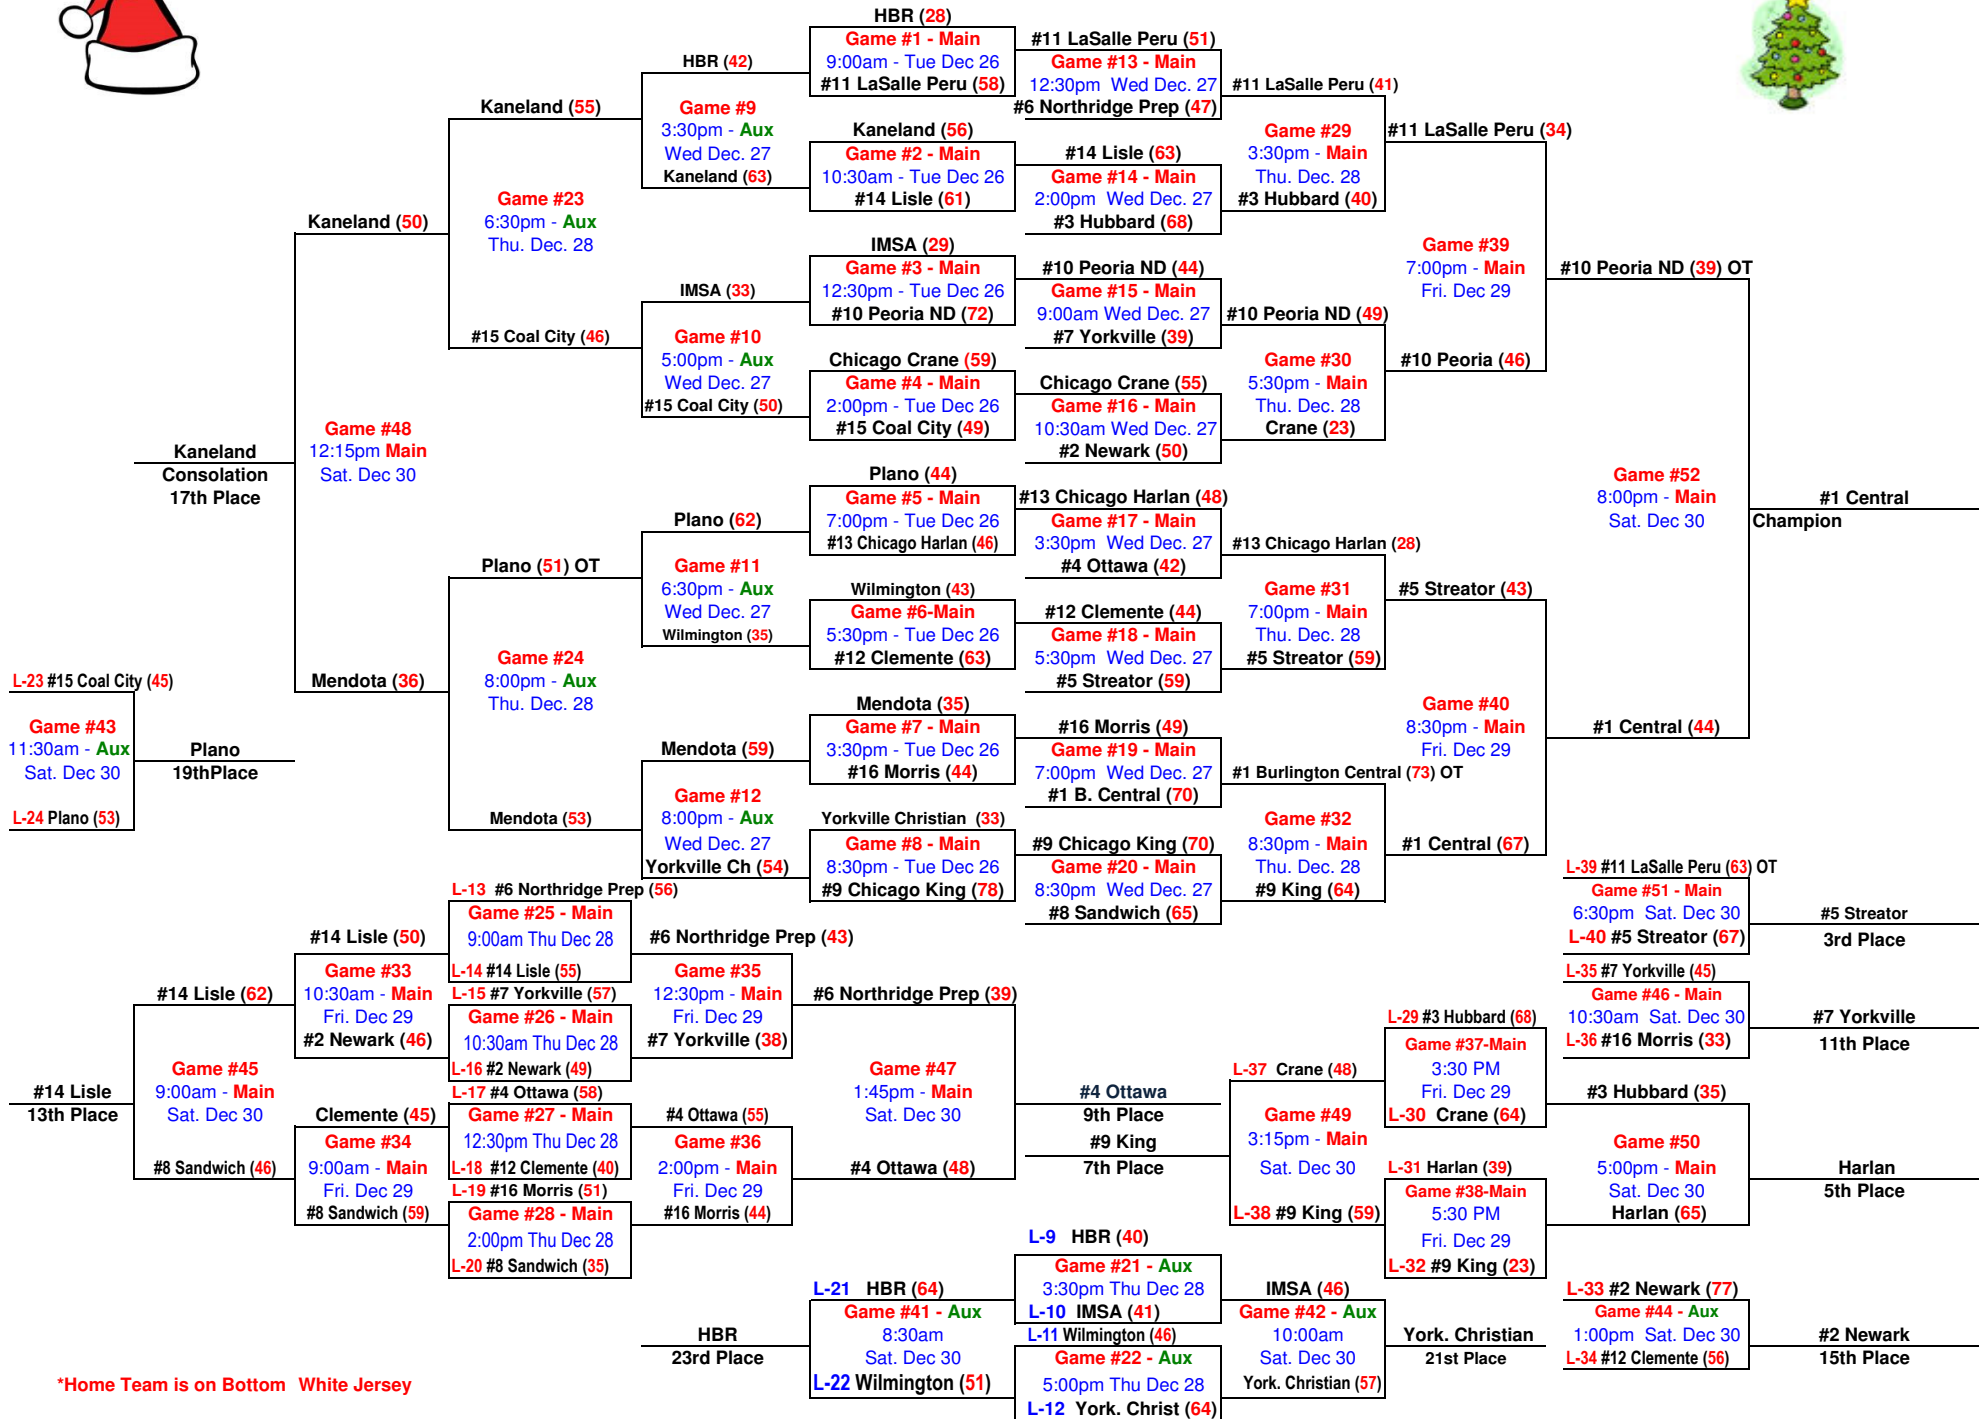 HBR (28)
Game #1 - Main
9:00am - Tue Dec 26
#11 LaSalle Peru (58)
Kaneland (56)
Game #2 - Main
10:30am - Tue Dec 26
#14 Lisle (61)
IMSA (29)
Game #3 - Main
12:30pm - Tue Dec 26
#10 Peoria ND (72)
Chicago Crane (59)
Game #4 - Main
2:00pm - Tue Dec 26
#15 Coal City (49)
Plano (44)
Game #5 - Main
7:00pm - Tue Dec 26
#13 Chicago Harlan (46)
Wilmington (43)
Game #6-Main
5:30pm - Tue Dec 26
#12 Clemente (63)
Mendota (35)
Game #7 - Main
3:30pm - Tue Dec 26
#16 Morris (44)
Yorkville Christian (33)
Game #8 - Main
8:30pm - Tue Dec 26
#9 Chicago King (78)
HBR (42)
Game #9
3:30pm - Aux
Wed Dec. 27
Kaneland (63)
IMSA (33)
Game #10
5:00pm - Aux
Wed Dec. 27
#15 Coal City (50)
Plano (62)
Game #11
6:30pm - Aux
Wed Dec. 27
Wilmington (35)
Mendota (59)
Game #12
8:00pm - Aux
Wed Dec. 27
Yorkville Ch (54)
#11 LaSalle Peru (51)
Game #13 - Main
12:30pm Wed Dec. 27
#6 Northridge Prep (47)
#14 Lisle (63)
Game #14 - Main
2:00pm Wed Dec. 27
#3 Hubbard (68)
#10 Peoria ND (44)
Game #15 - Main
9:00am Wed Dec. 27
#7 Yorkville (39)
Chicago Crane (55)
Game #16 - Main
10:30am Wed Dec. 27
#2 Newark (50)
#13 Chicago Harlan (48)
Game #17 - Main
3:30pm Wed Dec. 27
#4 Ottawa (42)
#12 Clemente (44)
Game #18 - Main
5:30pm Wed Dec. 27
#5 Streator (59)
#16 Morris (49)
Game #19 - Main
7:00pm Wed Dec. 27
#1 B. Central (70)
#9 Chicago King (70)
Game #20 - Main
8:30pm Wed Dec. 27
#8 Sandwich (65)
Kaneland (55)
Game #23
6:30pm - Aux
Thu. Dec. 28
#15 Coal City (46)
Plano (51) OT
Game #24
8:00pm - Aux
Thu. Dec. 28
Mendota (53)
Kaneland (50)
Game #48
12:15pm Main
Sat. Dec 30
Mendota (36)
Kaneland
Consolation
17th Place
L-23 #15 Coal City (45)
Game #43
11:30am - Aux
Sat. Dec 30
L-24 Plano (53)
Plano
19thPlace
#11 LaSalle Peru (41)
Game #29
3:30pm - Main
Thu. Dec. 28
#3 Hubbard (40)
#10 Peoria ND (49)
Game #30
5:30pm - Main
Thu. Dec. 28
Crane (23)
#13 Chicago Harlan (28)
Game #31
7:00pm - Main
Thu. Dec. 28
#5 Streator (59)
#1 Burlington Central (73) OT
Game #32
8:30pm - Main
Thu. Dec. 28
#9 King (64)
#11 LaSalle Peru (34)
Game #39
7:00pm - Main
Fri. Dec 29
#10 Peoria (46)
#5 Streator (43)
Game #40
8:30pm - Main
Fri. Dec 29
#1 Central (67)
#10 Peoria ND (39) OT
Game #52
8:00pm - Main
Sat. Dec 30
#1 Central (44)
#1 Central
Champion
L-39 #11 LaSalle Peru (63) OT
Game #51 - Main
6:30pm Sat. Dec 30
L-40 #5 Streator (67)
#5 Streator
3rd Place
L-35 #7 Yorkville (45)
Game #46 - Main
10:30am Sat. Dec 30
L-36 #16 Morris (33)
#7 Yorkville
11th Place
L-13 #6 Northridge Prep (56)
Game #25 - Main
9:00am Thu Dec 28
L-14 #14 Lisle (55)
L-15 #7 Yorkville (57)
Game #26 - Main
10:30am Thu Dec 28
L-16 #2 Newark (49)
L-17 #4 Ottawa (58)
Game #27 - Main
12:30pm Thu Dec 28
L-18 #12 Clemente (40)
L-19 #16 Morris (51)
Game #28 - Main
2:00pm Thu Dec 28
L-20 #8 Sandwich (35)
#14 Lisle (50)
Game #33
10:30am - Main
Fri. Dec 29
#2 Newark (46)
Clemente (45)
Game #34
9:00am - Main
Fri. Dec 29
#8 Sandwich (59)
#14 Lisle (62)
Game #45
9:00am - Main
Sat. Dec 30
#8 Sandwich (46)
#14 Lisle
13th Place
#6 Northridge Prep (43)
Game #35
12:30pm - Main
Fri. Dec 29
#7 Yorkville (38)
#4 Ottawa (55)
Game #36
2:00pm - Main
Fri. Dec 29
#16 Morris (44)
#6 Northridge Prep (39)
Game #47
1:45pm - Main
Sat. Dec 30
#4 Ottawa (48)
#4 Ottawa
9th Place
#9 King
7th Place
L-37 Crane (48)
Game #49
3:15pm - Main
Sat. Dec 30
L-38 #9 King (59)
L-29 #3 Hubbard (68)
Game #37-Main
3:30 PM
Fri. Dec 29
L-30 Crane (64)
L-31 Harlan (39)
Game #38-Main
5:30 PM
Fri. Dec 29
L-32 #9 King (23)
#3 Hubbard (35)
Game #50
5:00pm - Main
Sat. Dec 30
Harlan (65)
Harlan
5th Place
L-9 HBR (40)
Game #21 - Aux
3:30pm Thu Dec 28
L-10 IMSA (41)
L-11 Wilmington (46)
Game #22 - Aux
5:00pm Thu Dec 28
L-12 York. Christ (64)
L-21 HBR (64)
Game #41 - Aux
8:30am
Sat. Dec 30
L-22 Wilmington (51)
HBR
23rd Place
IMSA (46)
Game #42 - Aux
10:00am
Sat. Dec 30
York. Christian (57)
York. Christian
21st Place
L-33 #2 Newark (77)
Game #44 - Aux
1:00pm Sat. Dec 30
L-34 #12 Clemente (56)
#2 Newark
15th Place
*Home Team is on Bottom White Jersey